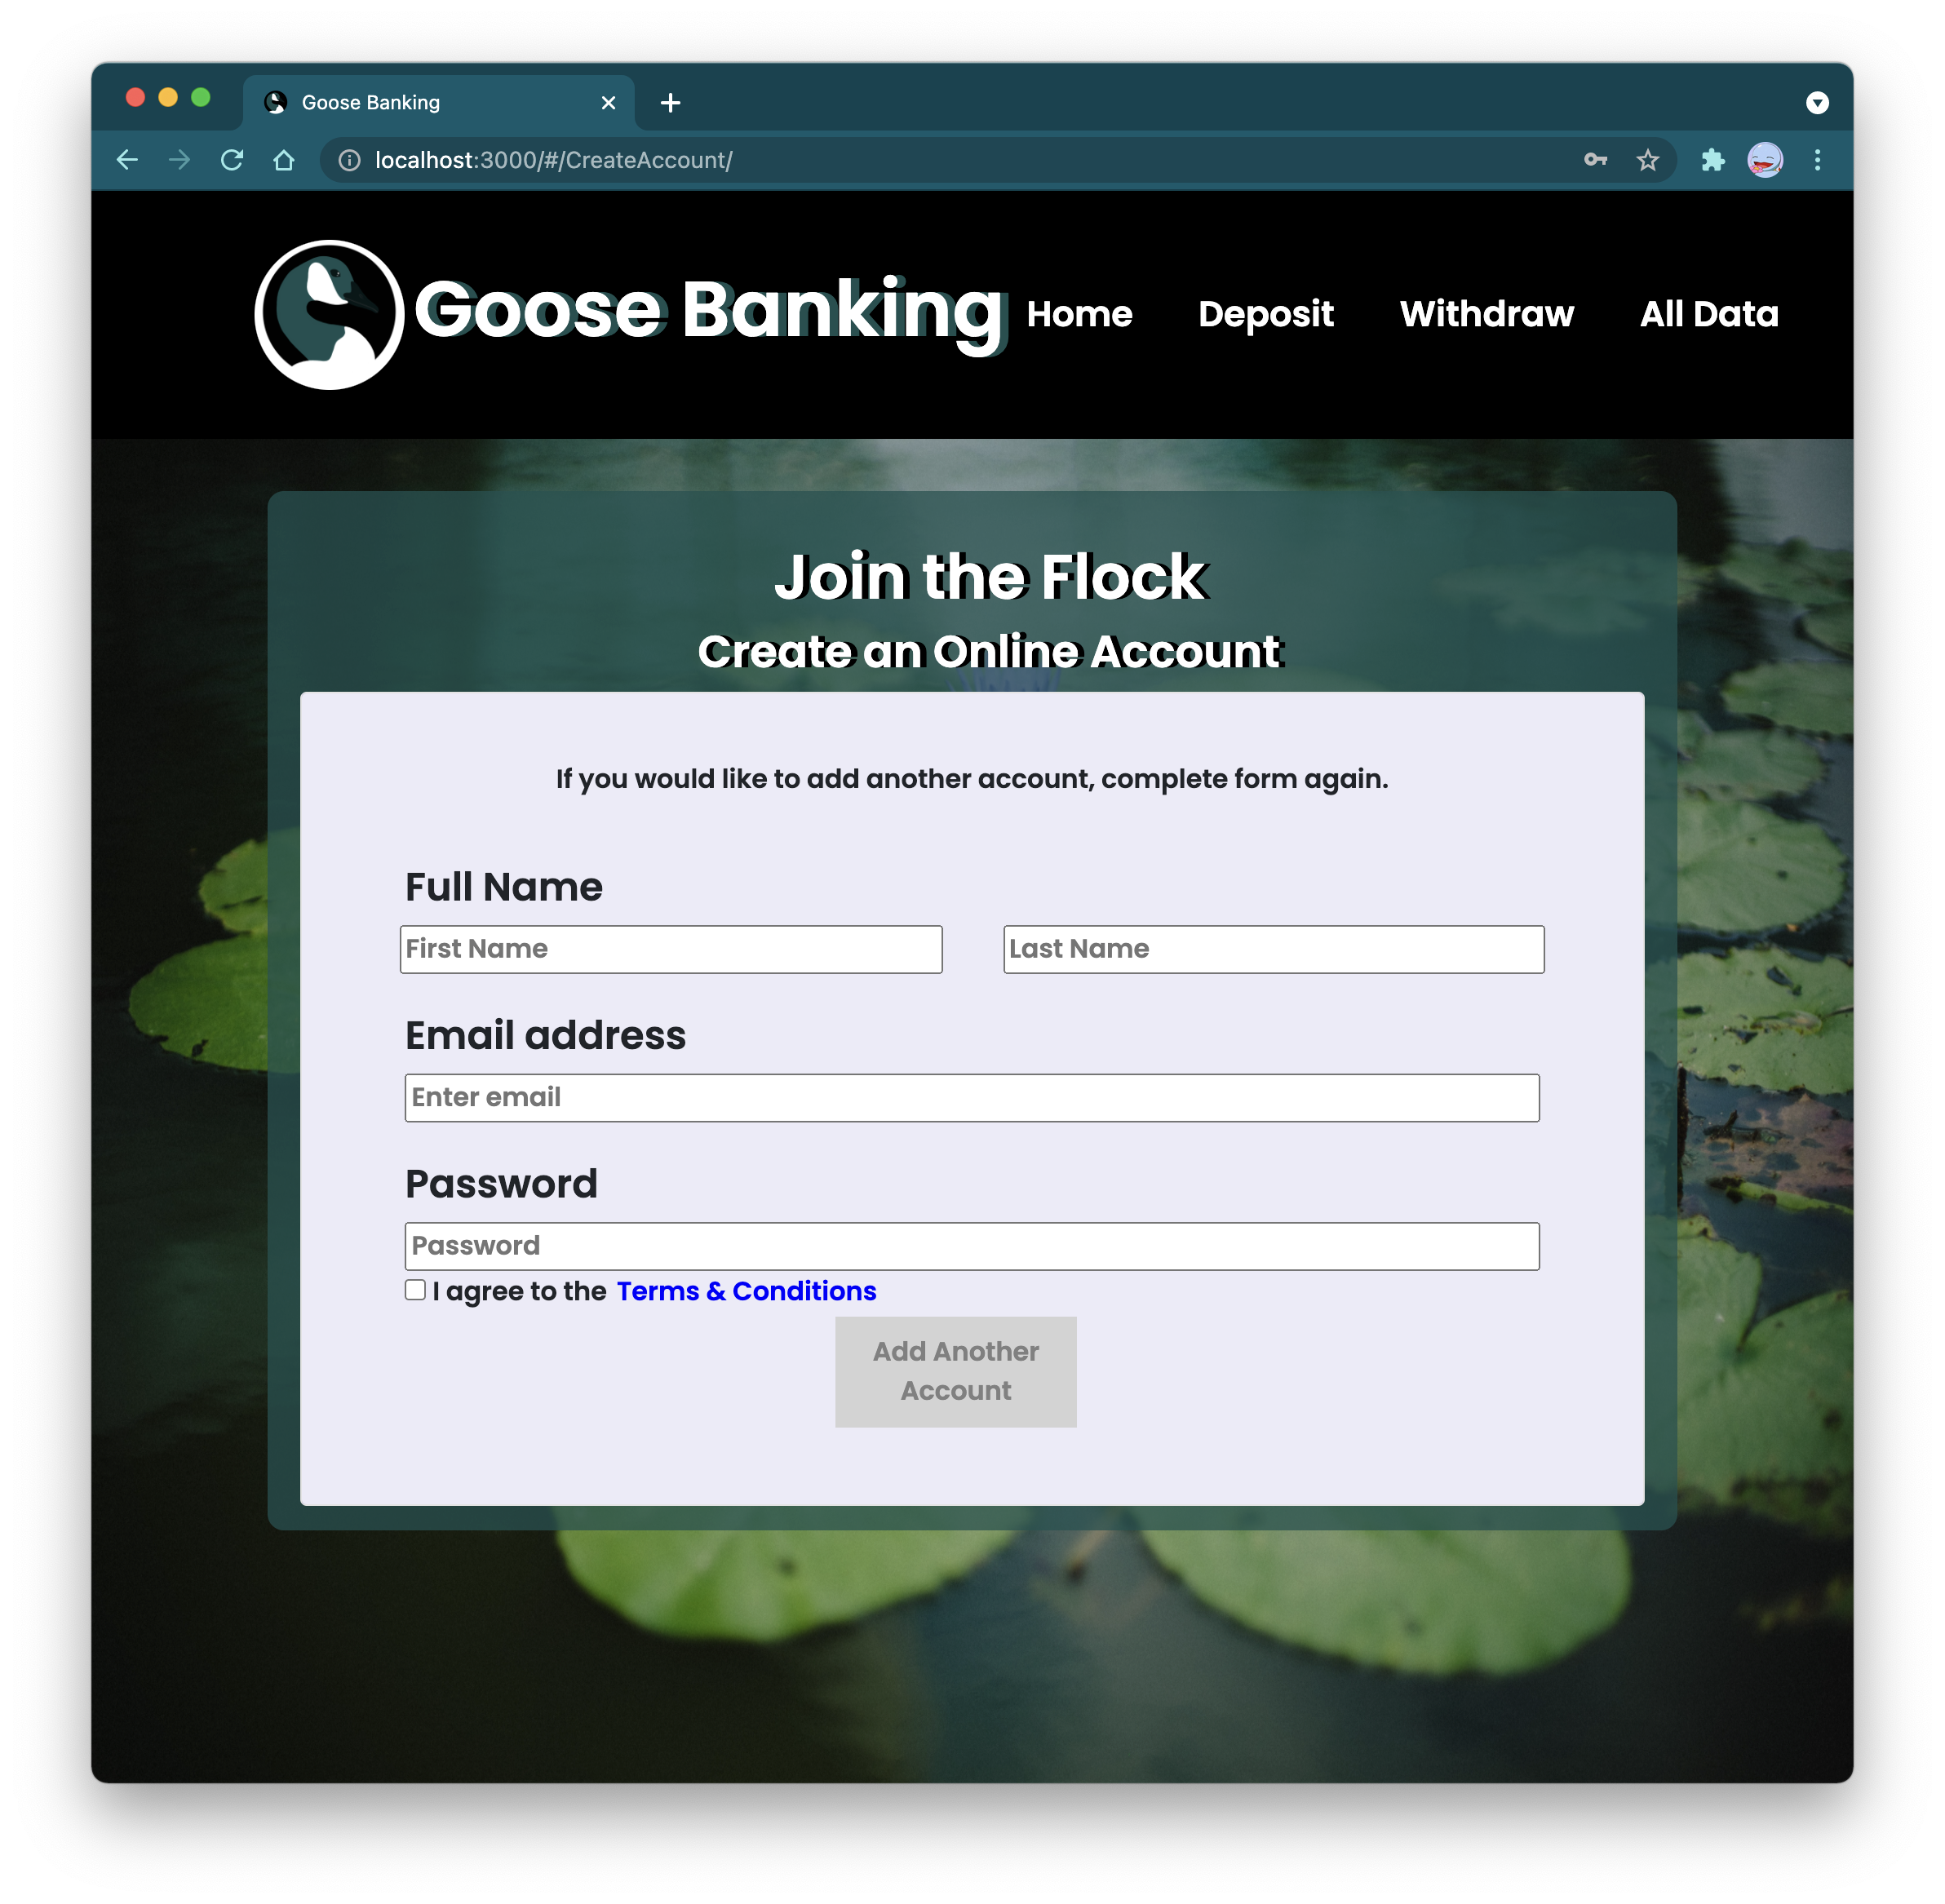 Goose Banking
localhost:3000/#/CreateAccount/
Goose Banking
Home Deposit Withdraw All Data
Join the Flock
Create an Online Account
If you would like to add another account, complete form again.
Full Name
First Name Last Name
Email address
Enter email
Password
Password
I agree to the Terms & Conditions
Add Another
Account